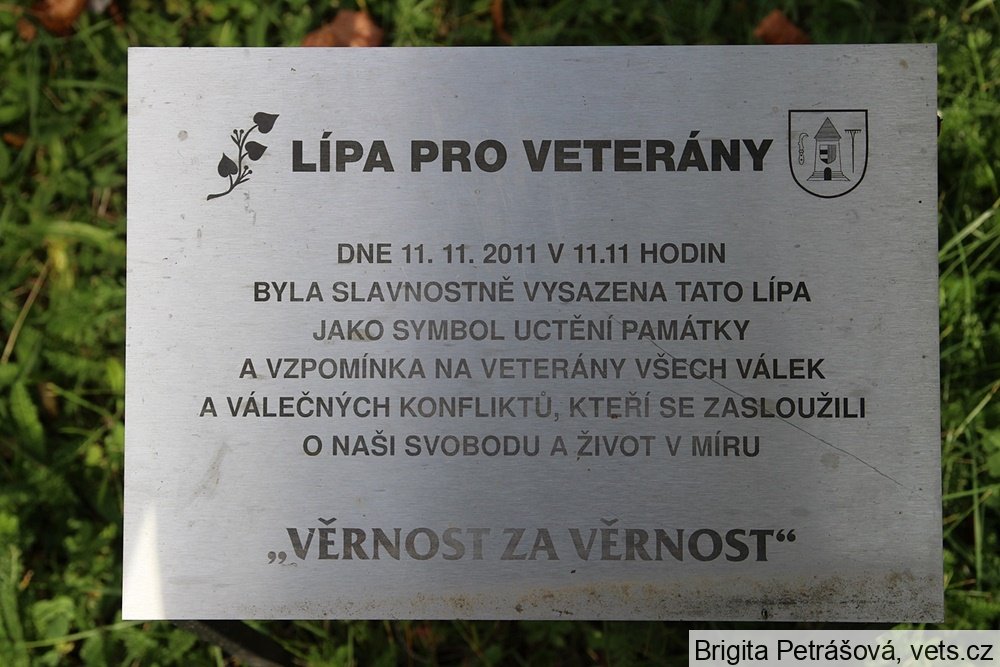 LÍPA PRO VETERÁNY
DNE 11. 11. 2011 V 11.11 HODIN
BYLA SLAVNOSTNĚ VYSAZENA TATO LÍPA
JAKO SYMBOL UCTĚNÍ PAMÁTKY
A VZPOMÍNKA NA VETERÁNY VŠECH VÁLEK
A VÁLEČNÝCH KONFLIKTŮ, KTEŘÍ SE ZASLOUŽILI
O NAŠI SVOBODU A ŽIVOT V MÍRU
„VĚRNOST ZA VĚRNOST“
Brigita Petrášová, vets.cz